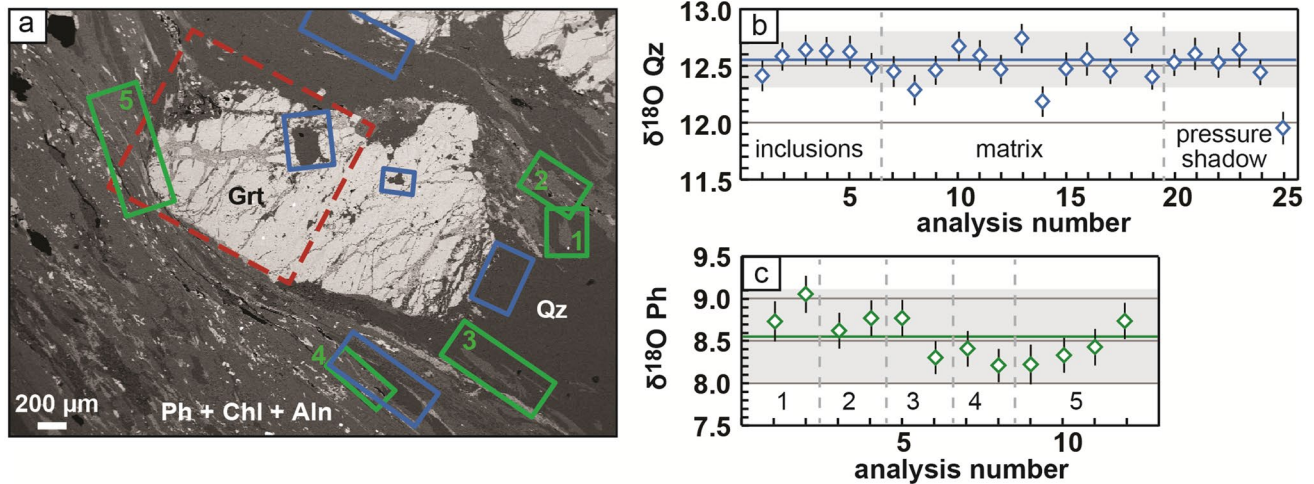 a
5
2
1
Grt
Qz
3
4
200 µm
Ph + Chl + Aln
b
δ18O Qz
13.0
12.5
12.0
11.5
inclusions
matrix
pressure
shadow
5
10
15
20
25
analysis number
c
δ18O Ph
9.5
9.0
8.5
8.0
7.5
1
2
3
4
5
5
10
analysis number